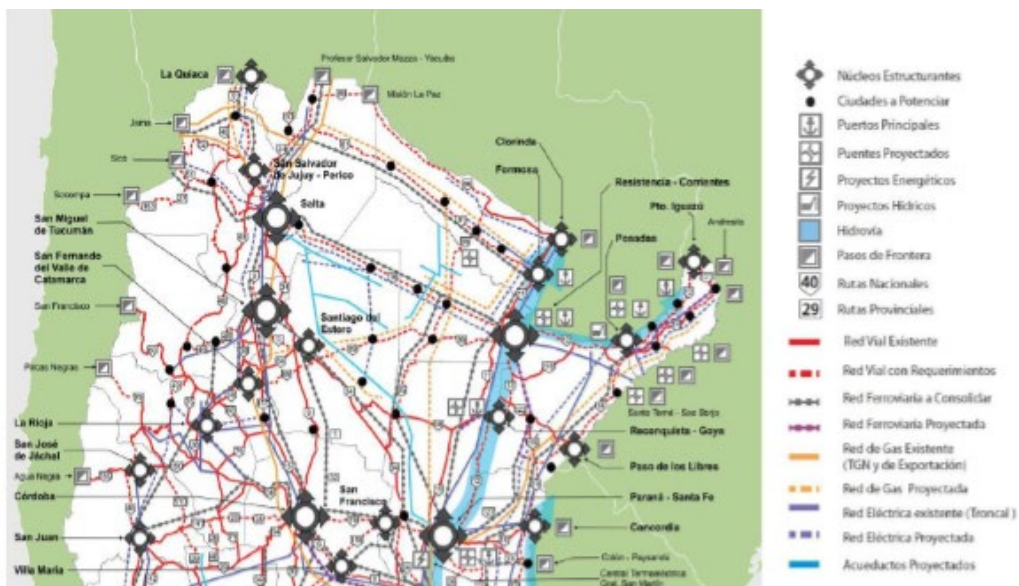 La Quiaca
Profesor Salvador Mazza - Yacuiba
Misión La Paz
Jama
Sico
San Salvador
de Jujuy - Perico
Socompa
Salta
San Miguel
de Tucumán
San Fernando
del Valle de
Catamarca
San Francisco
Santiago del
Estero
Pircas Negras
La Rioja
San José
de Jáchal
Agua Negra
Córdoba
San
Francisco
San Juan
Villa María
Clorinda
Formosa
Resistencia - Corrientes
Pto. Iguazú
Andresito
Posadas
Santo Tomé - Sao Borja
Reconquista - Goya
Paso de los Libres
Paraná - Santa Fe
Concordia
Colón - Paysandú
Central Termoeléctrica
Gral. San Martín
Núcleos Estructurantes
Ciudades a Potenciar
Puertos Principales
Puentes Proyectados
Proyectos Energéticos
Proyectos Hídricos
Hidrovía
Pasos de Frontera
40 Rutas Nacionales
29 Rutas Provinciales
Red Vial Existente
Red Vial con Requerimientos
Red Ferroviaria a Consolidar
Red Ferroviaria Proyectada
Red de Gas Existente
(TGN y de Exportación)
Red de Gas Proyectada
Red Eléctrica existente (Troncal)
Red Eléctrica Proyectada
Acueductos Proyectados